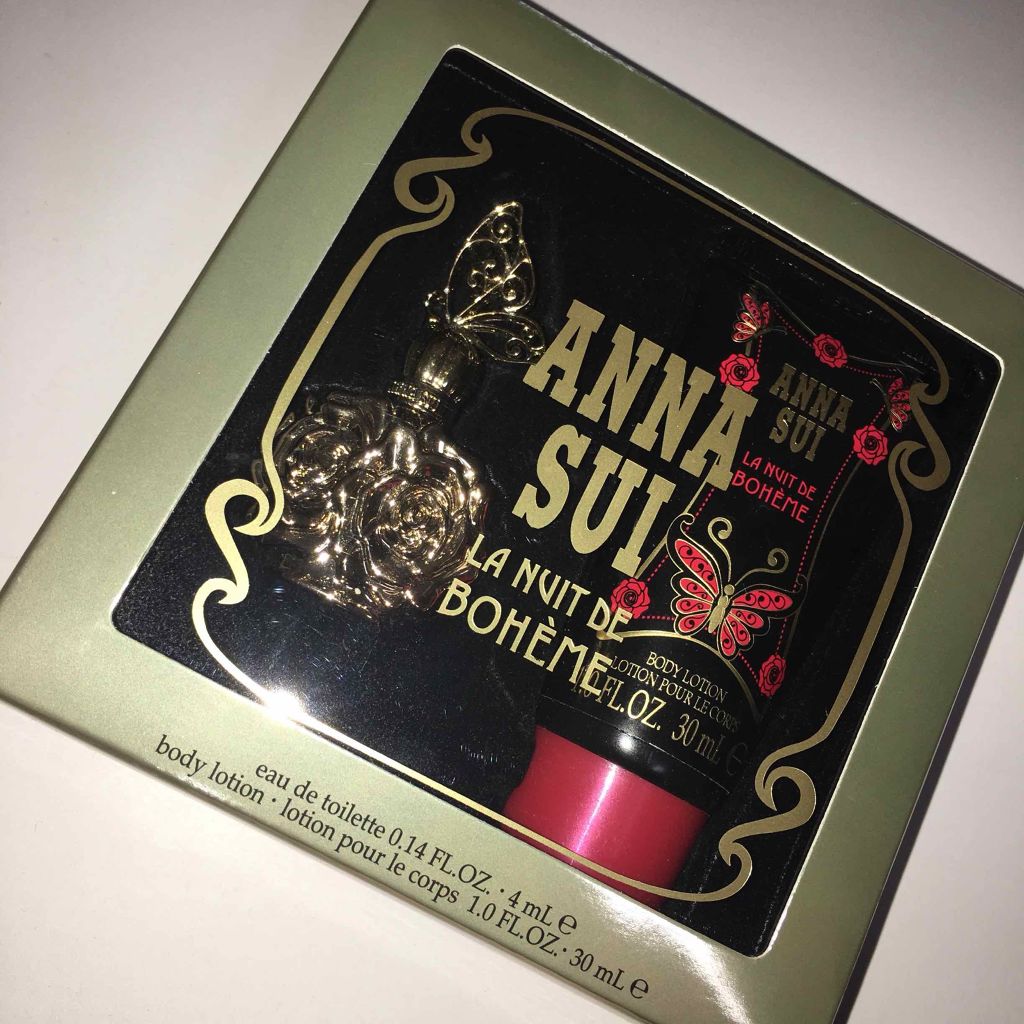 ANNA
SUI
LA NUIT DE
BOHÈME
ANNA
SUI
LA NUIT DE
BOHÈME
BODY LOTION
LOTION POUR LE CORPS
1.0 FL.OZ. 30 mL ℮
eau de toilette 0.14 FL.OZ. · 4 mL ℮
body lotion · lotion pour le corps 1.0 FL.OZ. · 30 mL ℮